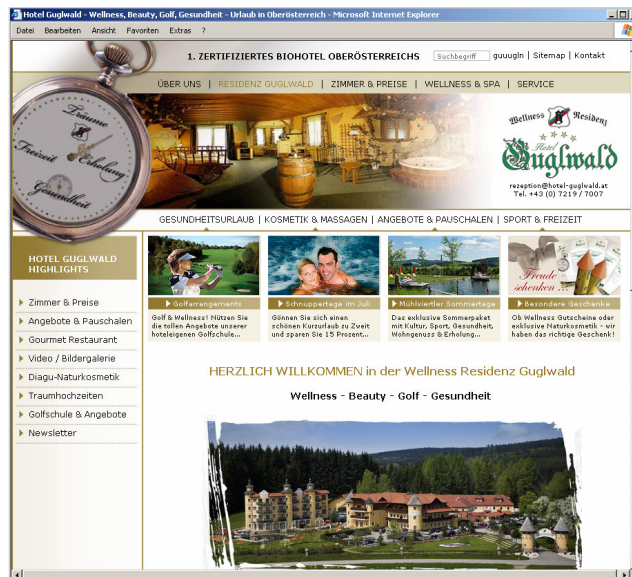 Hotel Guglwald - Wellness, Beauty, Golf, Gesundheit - Urlaub in Oberösterreich - Microsoft Internet Explorer
Datei Bearbeiten Ansicht Favoriten Extras ?
1. ZERTIFIZIERTES BIOHOTEL OBERÖSTERREICHS
Suchbegriff guuugln | Sitemap | Kontakt
ÜBER UNS | RESIDENZ GUGLWALD | ZIMMER & PREISE | WELLNESS & SPA | SERVICE
Träume
Freizeit
Erholung
Gesundheit
Wellness Residenz
Hotel
Guglwald
rezeption@hotel-guglwald.at
Tel. +43 (0) 7219 / 7007
GESUNDHEITSURLAUB | KOSMETIK & MASSAGEN | ANGEBOTE & PAUSCHALEN | SPORT & FREIZEIT
HOTEL GUGLWALD
HIGHLIGHTS
Zimmer & Preise
Angebote & Pauschalen
Gourmet Restaurant
Video / Bildergalerie
Diagu-Naturkosmetik
Traumhochzeiten
Golfschule & Angebote
Newsletter
Golfarrangements
Golf & Wellness! Nützen Sie
die tollen Angebote unserer
hoteleigenen Golfschule...
Schnuppertage im Juli
Gönnen Sie sich einen
schönen Kurzurlaub zu Zweit
und sparen Sie 15 Prozent...
Mühlviertler Sommertage
Das exklusive Sommerpaket
mit Kultur, Sport, Gesundheit,
Wohngenuss & Erholung...
Freude
schenken ...
Besondere Geschenke
Ob Wellness Gutscheine oder
exklusive Naturkosmetik - wir
haben das richtige Geschenk!
HERZLICH WILLKOMMEN in der Wellness Residenz Guglwald
Wellness - Beauty - Golf - Gesundheit